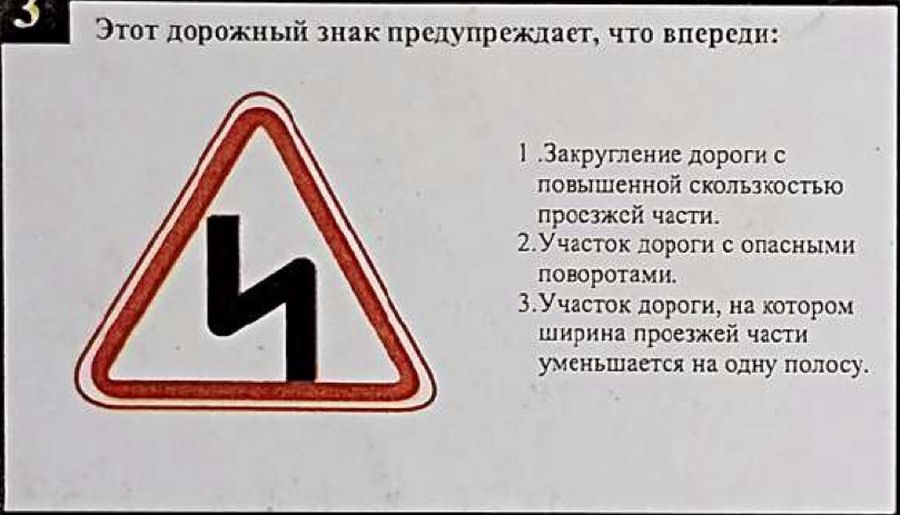 3
Этот дорожный знак предупреждает, что впереди:
1 .Закругление дороги с
повышенной скользкостью
проезжей части.
2.Участок дороги с опасными
поворотами.
3.Участок дороги, на котором
ширина проезжей части
уменьшается на одну полосу.